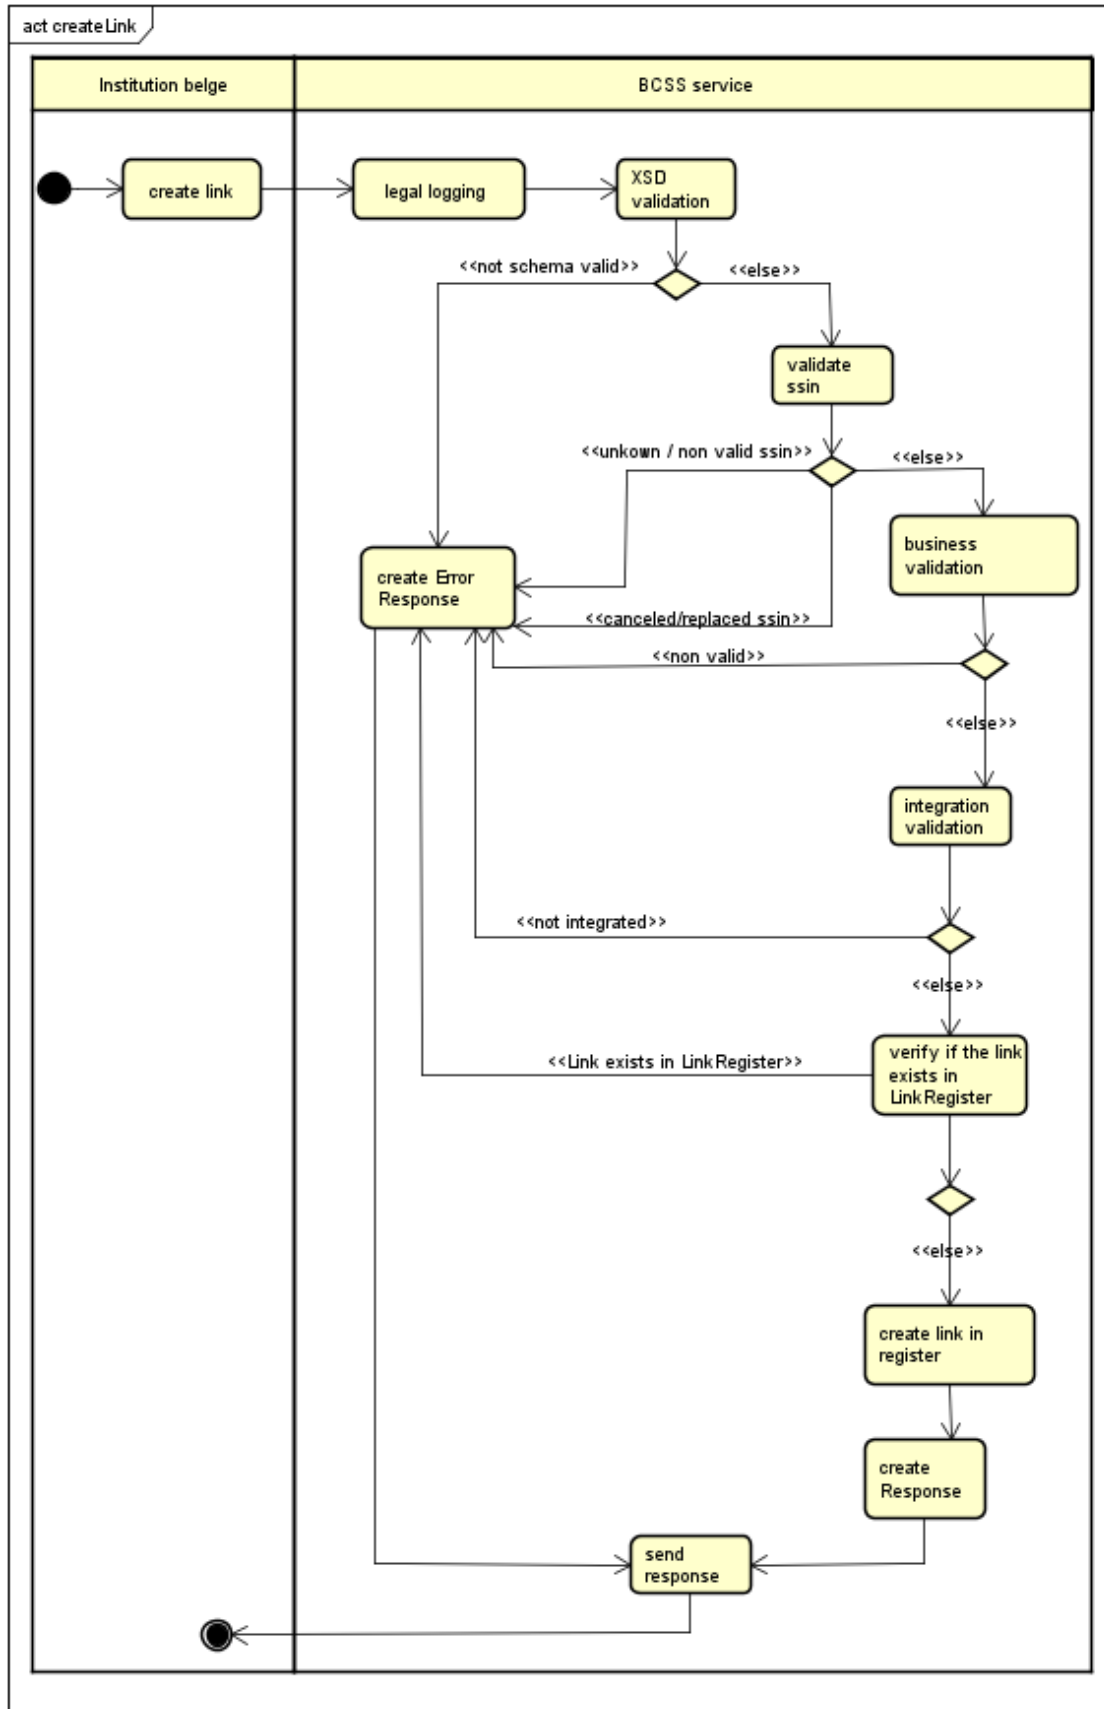 act createLink
Institution belge
BCSS service
create link
legal logging
XSD
validation
<<not schema valid>>
<<else>>
validate
ssin
<<unkown / non valid ssin>>
<<else>>
business
validation
create Error
Response
<<canceled/replaced ssin>>
<<non valid>>
<<else>>
integration
validation
<<not integrated>>
<<else>>
verify if the link
exists in
LinkRegister
<<Link exists in LinkRegister>>
<<else>>
create link in
register
create
Response
send
response